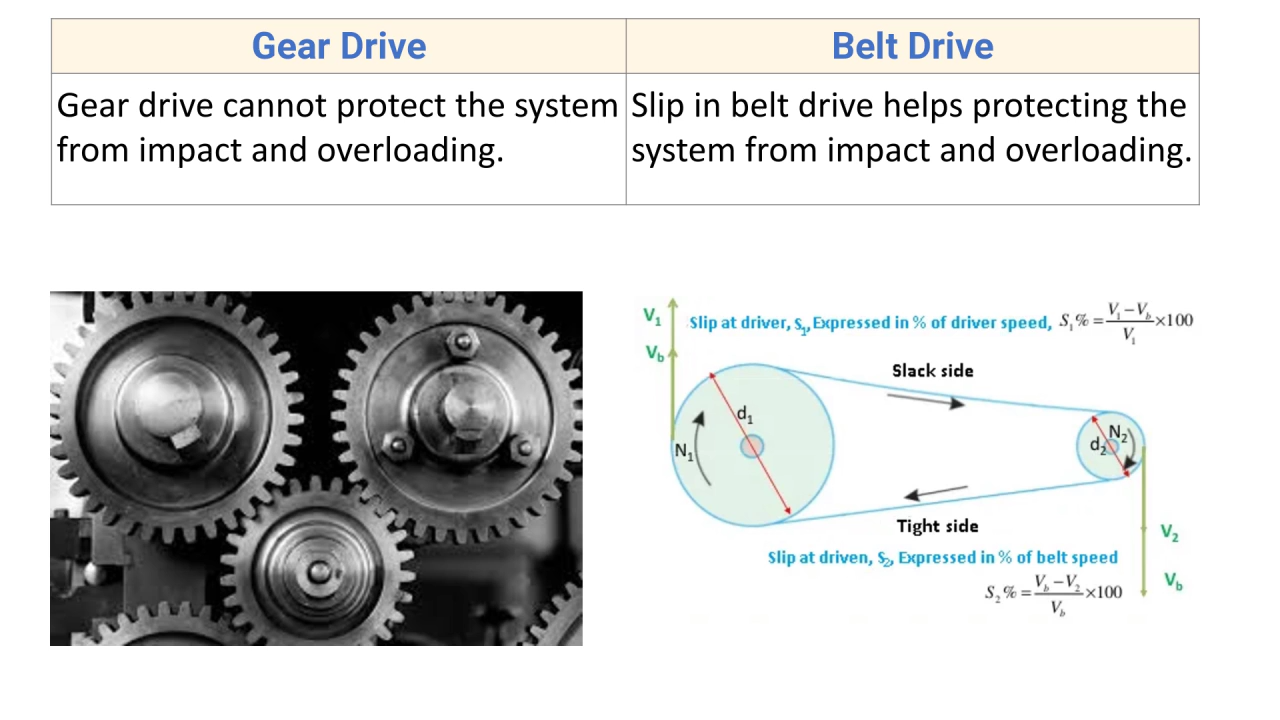 Gear Drive
Belt Drive
Gear drive cannot protect the system
from impact and overloading.
Slip in belt drive helps protecting the
system from impact and overloading.
V1
Slip at driver, S1, Expressed in % of driver speed, S1% = (V1 − Vb)/V1 ×100
Vb
Slack side
d1
N1
N2
d2
Tight side
V2
Slip at driven, S2, Expressed in % of belt speed
Vb
S2% = (Vb − V2)/Vb ×100